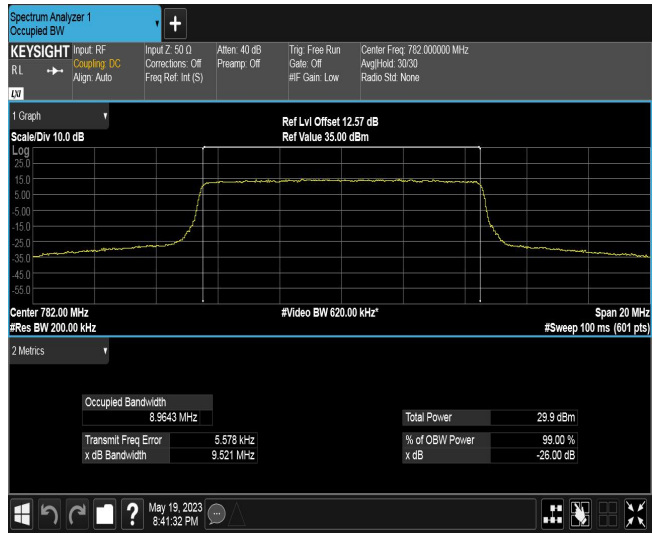 Spectrum Analyzer 1
Occupied BW
KEYSIGHT Input: RF Input Z: 50 Ω Atten: 40 dB Trig: Free Run Center Freq: 782.000000 MHz
RL Coupling: DC Corrections: Off Preamp: Off Gate: Off Avg|Hold: 30/30
Align: Auto Freq Ref: Int (S) #IF Gain: Low Radio Std: None
LXI
1 Graph
Scale/Div 10.0 dB
Ref Lvl Offset 12.57 dB
Ref Value 35.00 dBm
Log
25.0
15.0
5.00
-5.00
-15.0
-25.0
-35.0
-45.0
-55.0
Center 782.00 MHz #Video BW 620.00 kHz* Span 20 MHz
#Res BW 200.00 kHz #Sweep 100 ms (601 pts)
2 Metrics
Occupied Bandwidth
8.9643 MHz
Total Power 29.9 dBm
Transmit Freq Error 5.578 kHz % of OBW Power 99.00 %
x dB Bandwidth 9.521 MHz x dB -26.00 dB
? May 19, 2023
8:41:32 PM